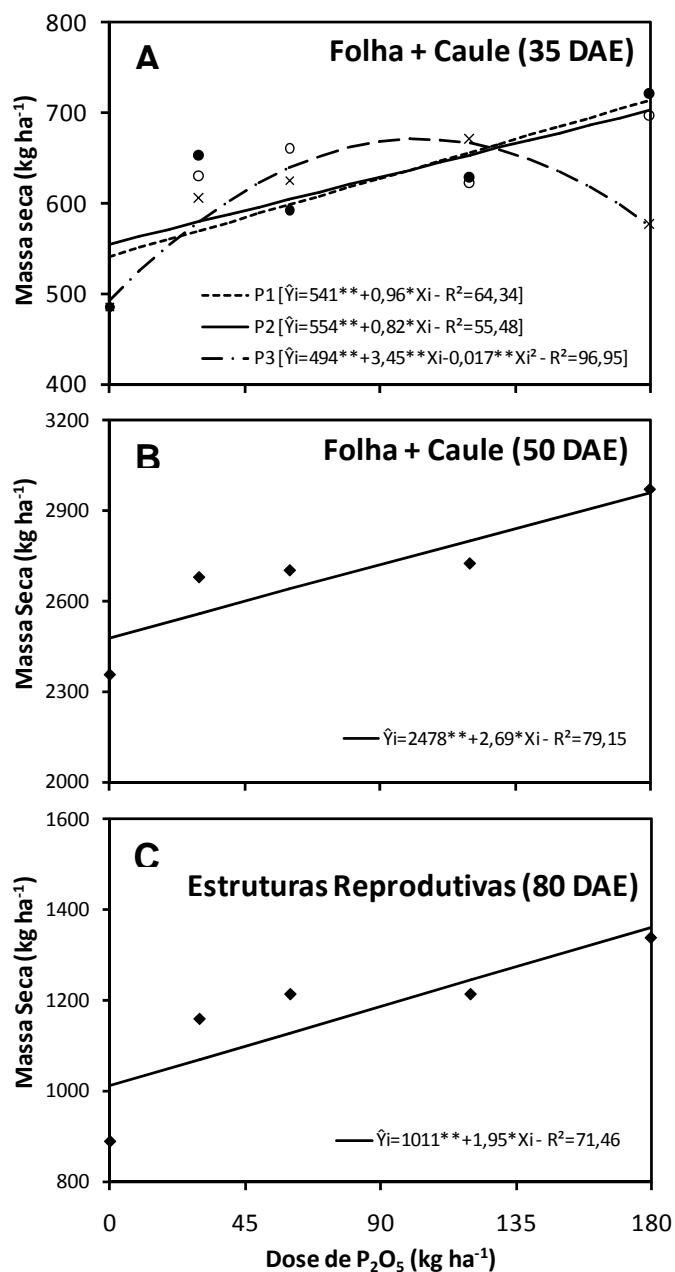 A
Folha + Caule (35 DAE)
Massa seca (kg ha⁻¹)
800
700
600
500
400
P1 [Ŷi=541**+0,96*Xi - R²=64,34]
P2 [Ŷi=554**+0,82*Xi - R²=55,48]
P3 [Ŷi=494**+3,45**Xi-0,017**Xi² - R²=96,95]
B
Folha + Caule (50 DAE)
Massa Seca (kg ha⁻¹)
3200
2900
2600
2300
2000
Ŷi=2478**+2,69*Xi - R²=79,15
C
Estruturas Reprodutivas (80 DAE)
Massa Seca (kg ha⁻¹)
1600
1400
1200
1000
800
Ŷi=1011**+1,95*Xi - R²=71,46
0 45 90 135 180
Dose de P₂O₅ (kg ha⁻¹)